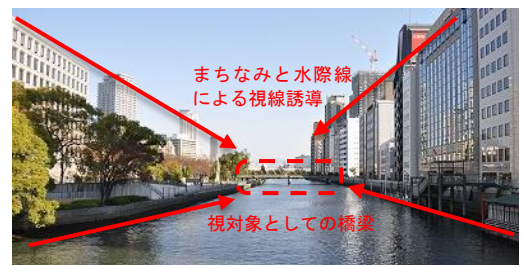 まちなみと水際線
による視線誘導
視対象としての橋梁